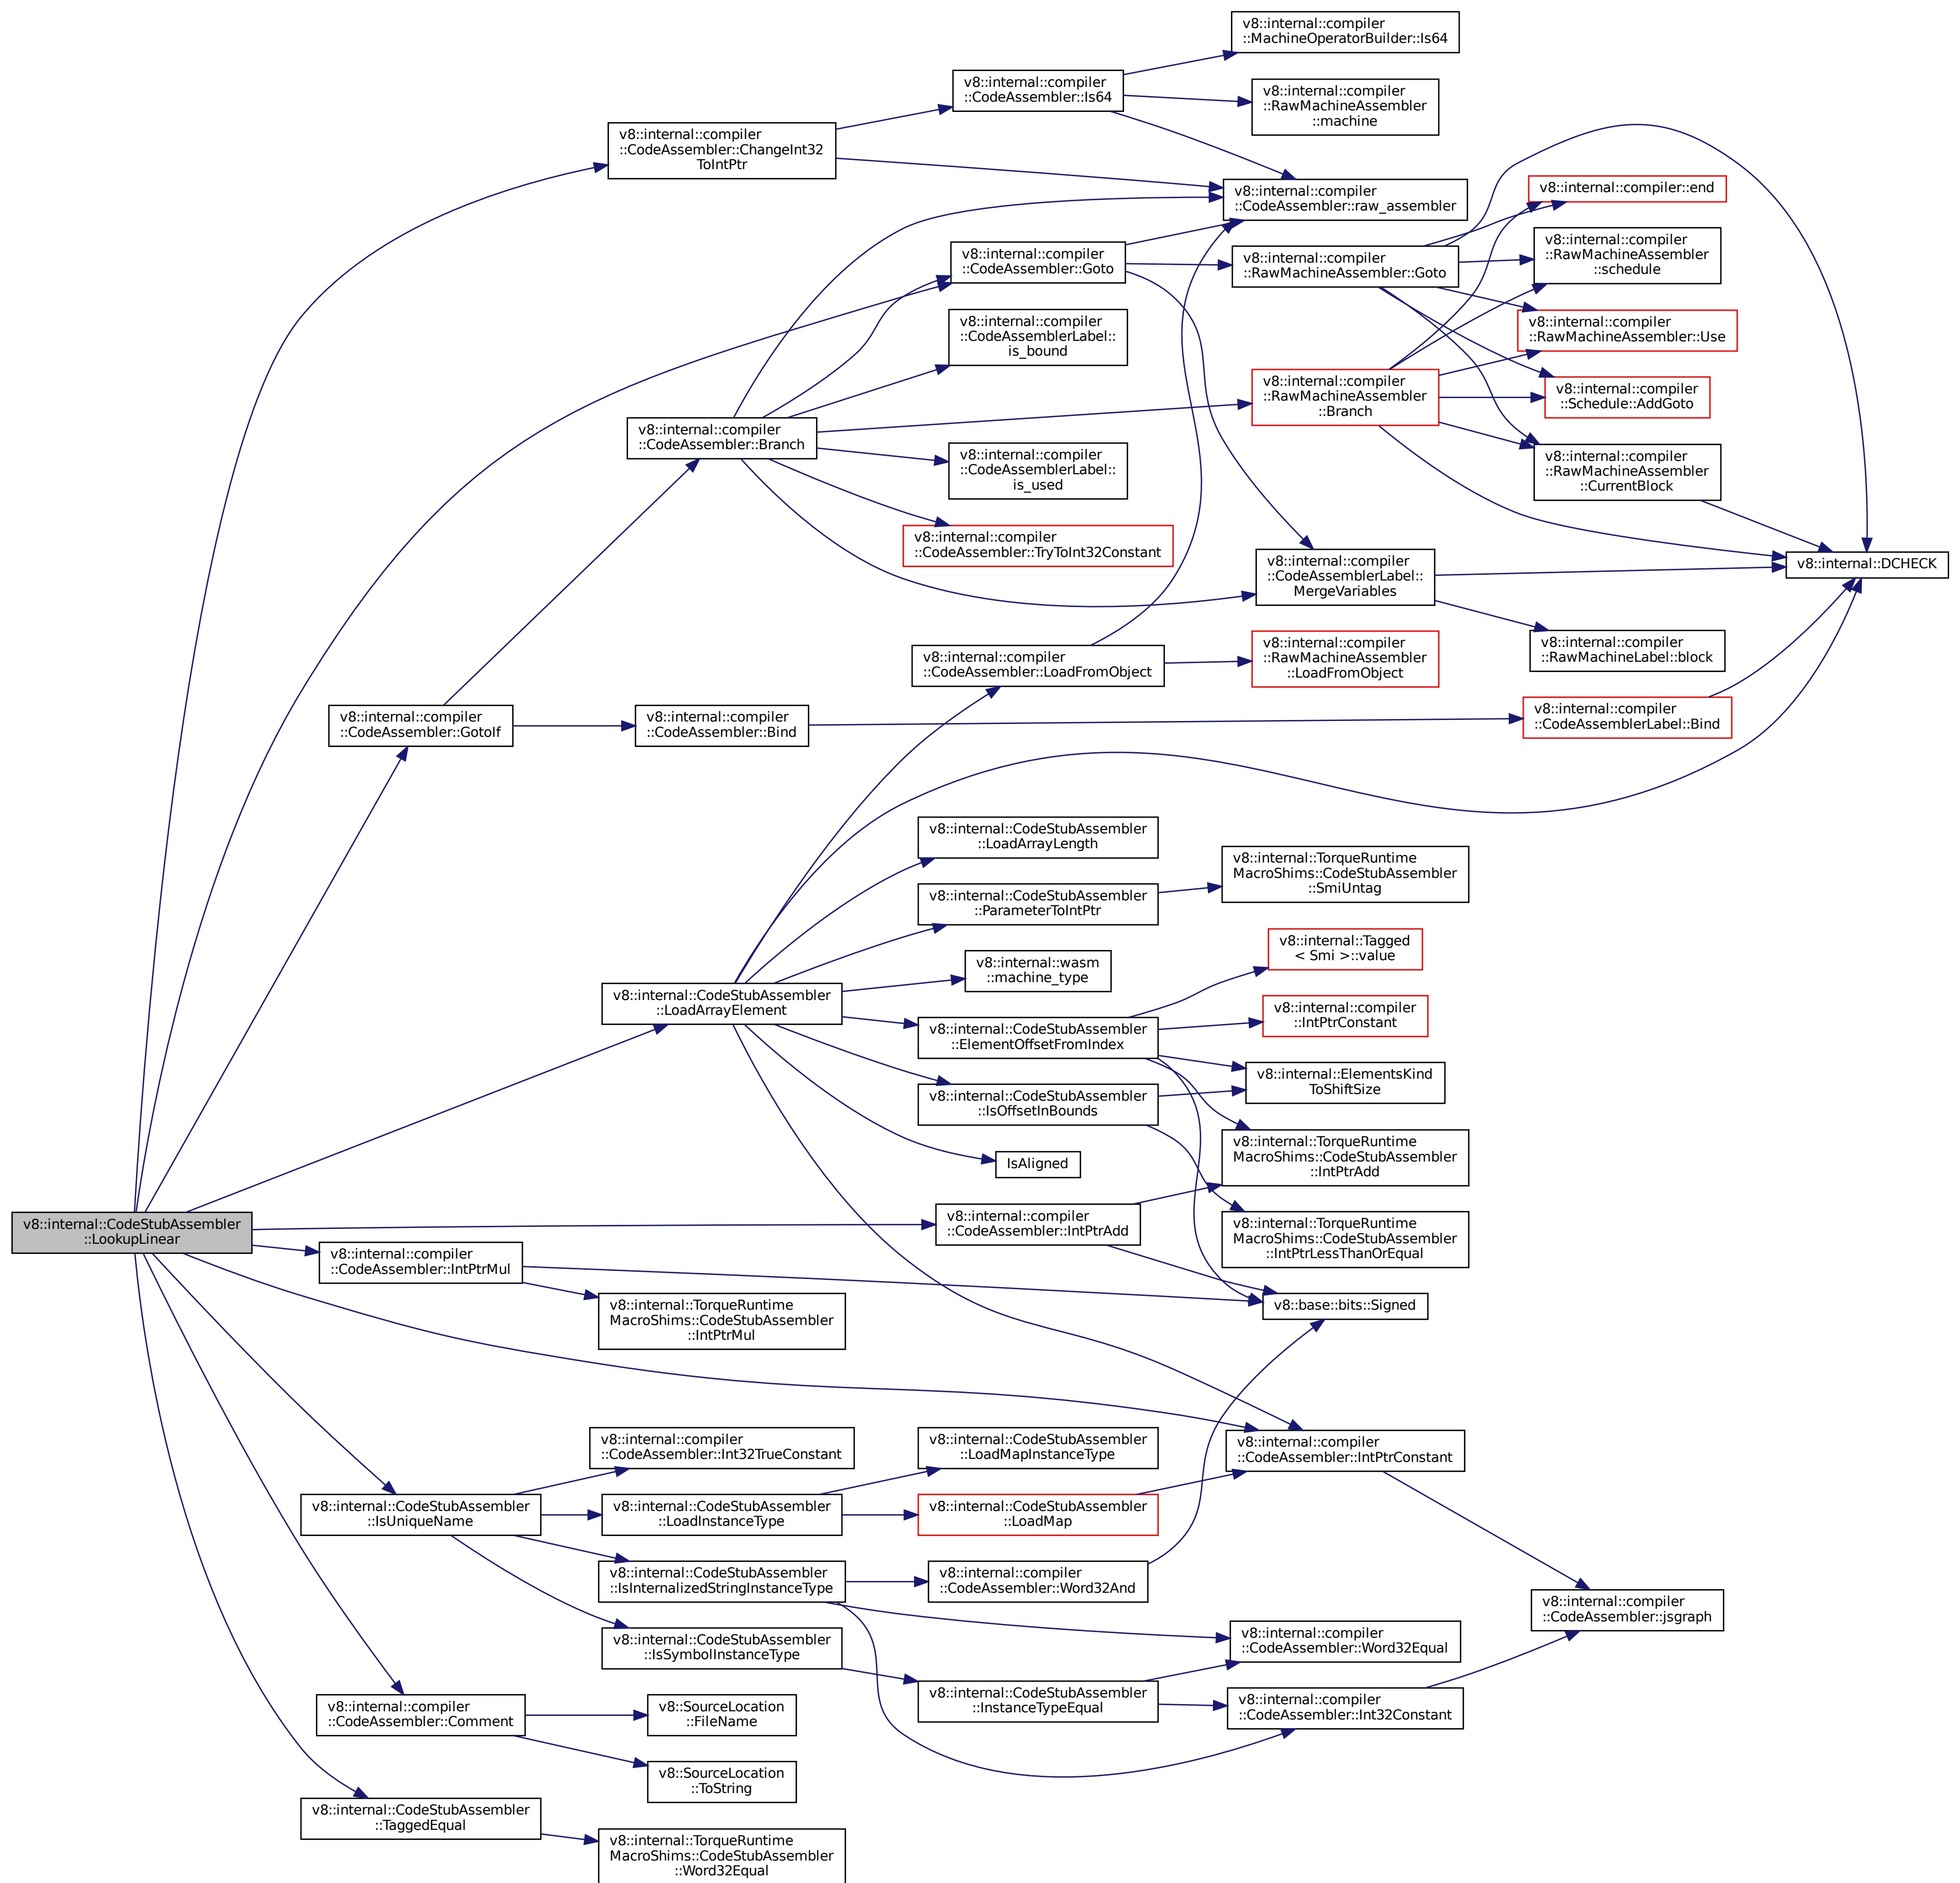 v8::internal::compiler
::MachineOperatorBuilder::Is64
v8::internal::compiler
::CodeAssembler::Is64
v8::internal::compiler
::RawMachineAssembler
::machine
v8::internal::compiler
::CodeAssembler::ChangeInt32
ToIntPtr
v8::internal::compiler
::CodeAssembler::raw_assembler
v8::internal::compiler::end
v8::internal::compiler
::CodeAssembler::Goto
v8::internal::compiler
::RawMachineAssembler::Goto
v8::internal::compiler
::RawMachineAssembler
::schedule
v8::internal::compiler
::CodeAssemblerLabel::
is_bound
v8::internal::compiler
::RawMachineAssembler::Use
v8::internal::compiler
::RawMachineAssembler
::Branch
v8::internal::compiler
::Schedule::AddGoto
v8::internal::compiler
::CodeAssembler::Branch
v8::internal::compiler
::CodeAssemblerLabel::
is_used
v8::internal::compiler
::RawMachineAssembler
::CurrentBlock
v8::internal::compiler
::CodeAssembler::TryToInt32Constant
v8::internal::compiler
::CodeAssemblerLabel::
MergeVariables
v8::internal::DCHECK
v8::internal::compiler
::CodeAssembler::LoadFromObject
v8::internal::compiler
::RawMachineAssembler
::LoadFromObject
v8::internal::compiler
::RawMachineLabel::block
v8::internal::compiler
::CodeAssembler::GotoIf
v8::internal::compiler
::CodeAssembler::Bind
v8::internal::compiler
::CodeAssemblerLabel::Bind
v8::internal::CodeStubAssembler
::LoadArrayLength
v8::internal::CodeStubAssembler
::ParameterToIntPtr
v8::internal::TorqueRuntime
MacroShims::CodeStubAssembler
::SmiUntag
v8::internal::CodeStubAssembler
::LoadArrayElement
v8::internal::wasm
::machine_type
v8::internal::Tagged
< Smi >::value
v8::internal::CodeStubAssembler
::ElementOffsetFromIndex
v8::internal::compiler
::IntPtrConstant
v8::internal::CodeStubAssembler
::IsOffsetInBounds
v8::internal::ElementsKind
ToShiftSize
IsAligned
v8::internal::TorqueRuntime
MacroShims::CodeStubAssembler
::IntPtrAdd
v8::internal::CodeStubAssembler
::LookupLinear
v8::internal::compiler
::CodeAssembler::IntPtrAdd
v8::internal::TorqueRuntime
MacroShims::CodeStubAssembler
::IntPtrLessThanOrEqual
v8::internal::compiler
::CodeAssembler::IntPtrMul
v8::base::bits::Signed
v8::internal::TorqueRuntime
MacroShims::CodeStubAssembler
::IntPtrMul
v8::internal::compiler
::CodeAssembler::Int32TrueConstant
v8::internal::CodeStubAssembler
::LoadMapInstanceType
v8::internal::compiler
::CodeAssembler::IntPtrConstant
v8::internal::CodeStubAssembler
::IsUniqueName
v8::internal::CodeStubAssembler
::LoadInstanceType
v8::internal::CodeStubAssembler
::LoadMap
v8::internal::CodeStubAssembler
::IsInternalizedStringInstanceType
v8::internal::compiler
::CodeAssembler::Word32And
v8::internal::compiler
::CodeAssembler::jsgraph
v8::internal::CodeStubAssembler
::IsSymbolInstanceType
v8::internal::compiler
::CodeAssembler::Word32Equal
v8::internal::CodeStubAssembler
::InstanceTypeEqual
v8::internal::compiler
::CodeAssembler::Int32Constant
v8::internal::compiler
::CodeAssembler::Comment
v8::SourceLocation
::FileName
v8::SourceLocation
::ToString
v8::internal::CodeStubAssembler
::TaggedEqual
v8::internal::TorqueRuntime
MacroShims::CodeStubAssembler
::Word32Equal